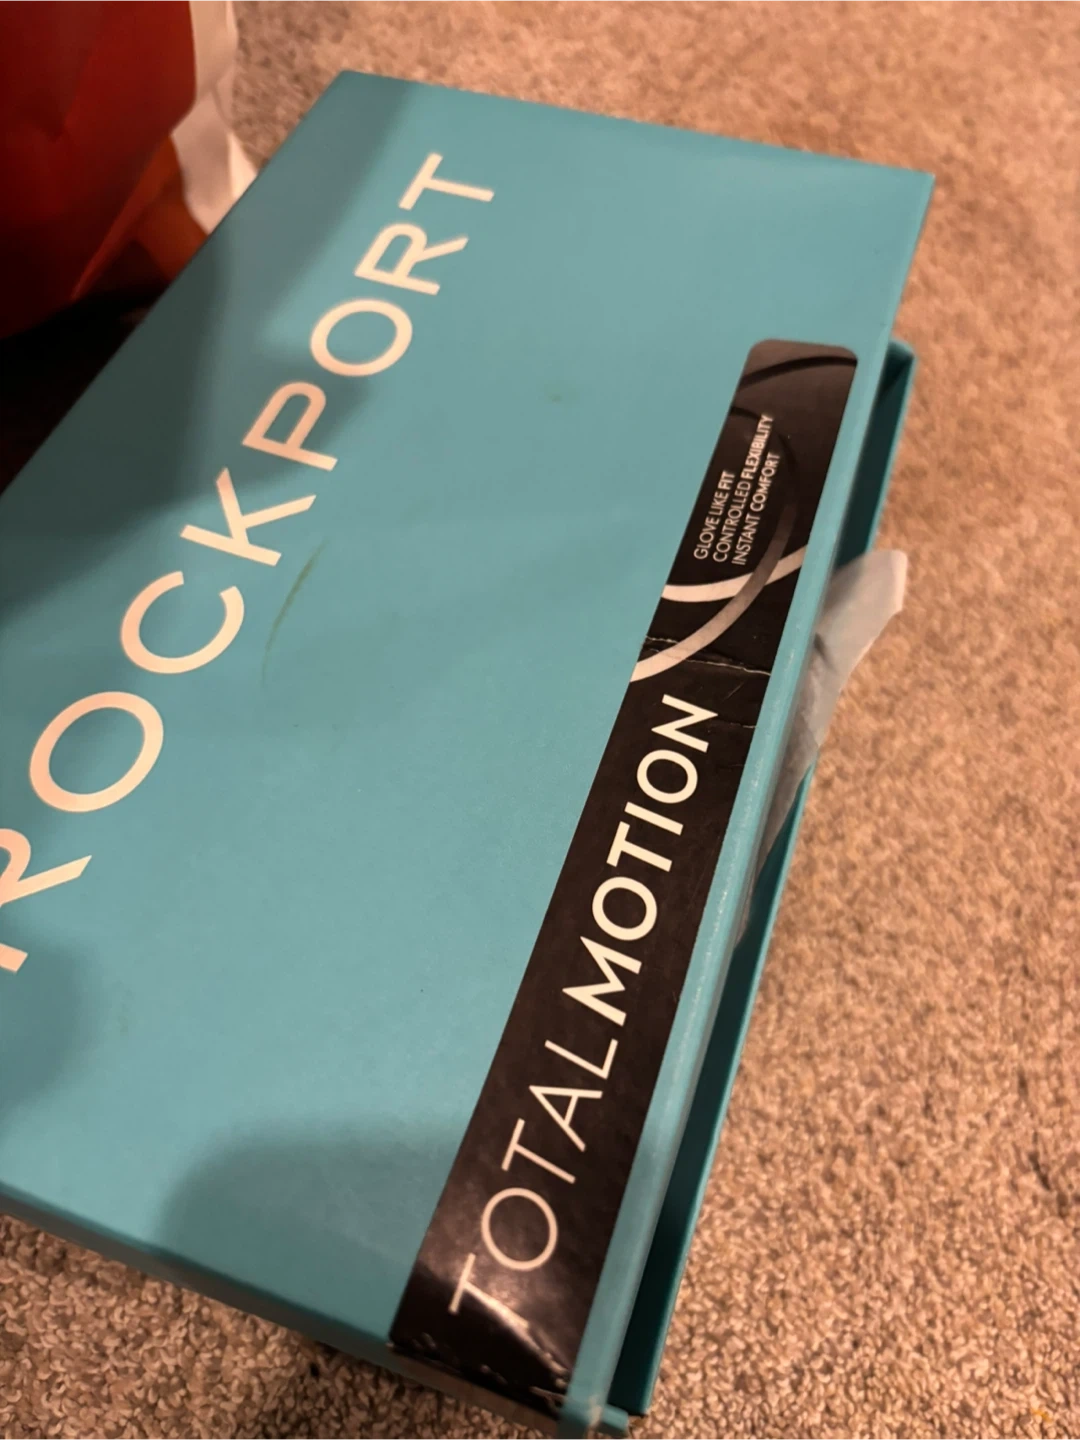 ROCKPORT
TOTALMOTION
GLOVE LIKE FIT
CONTROLLED FLEXIBILITY
INSTANT COMFORT